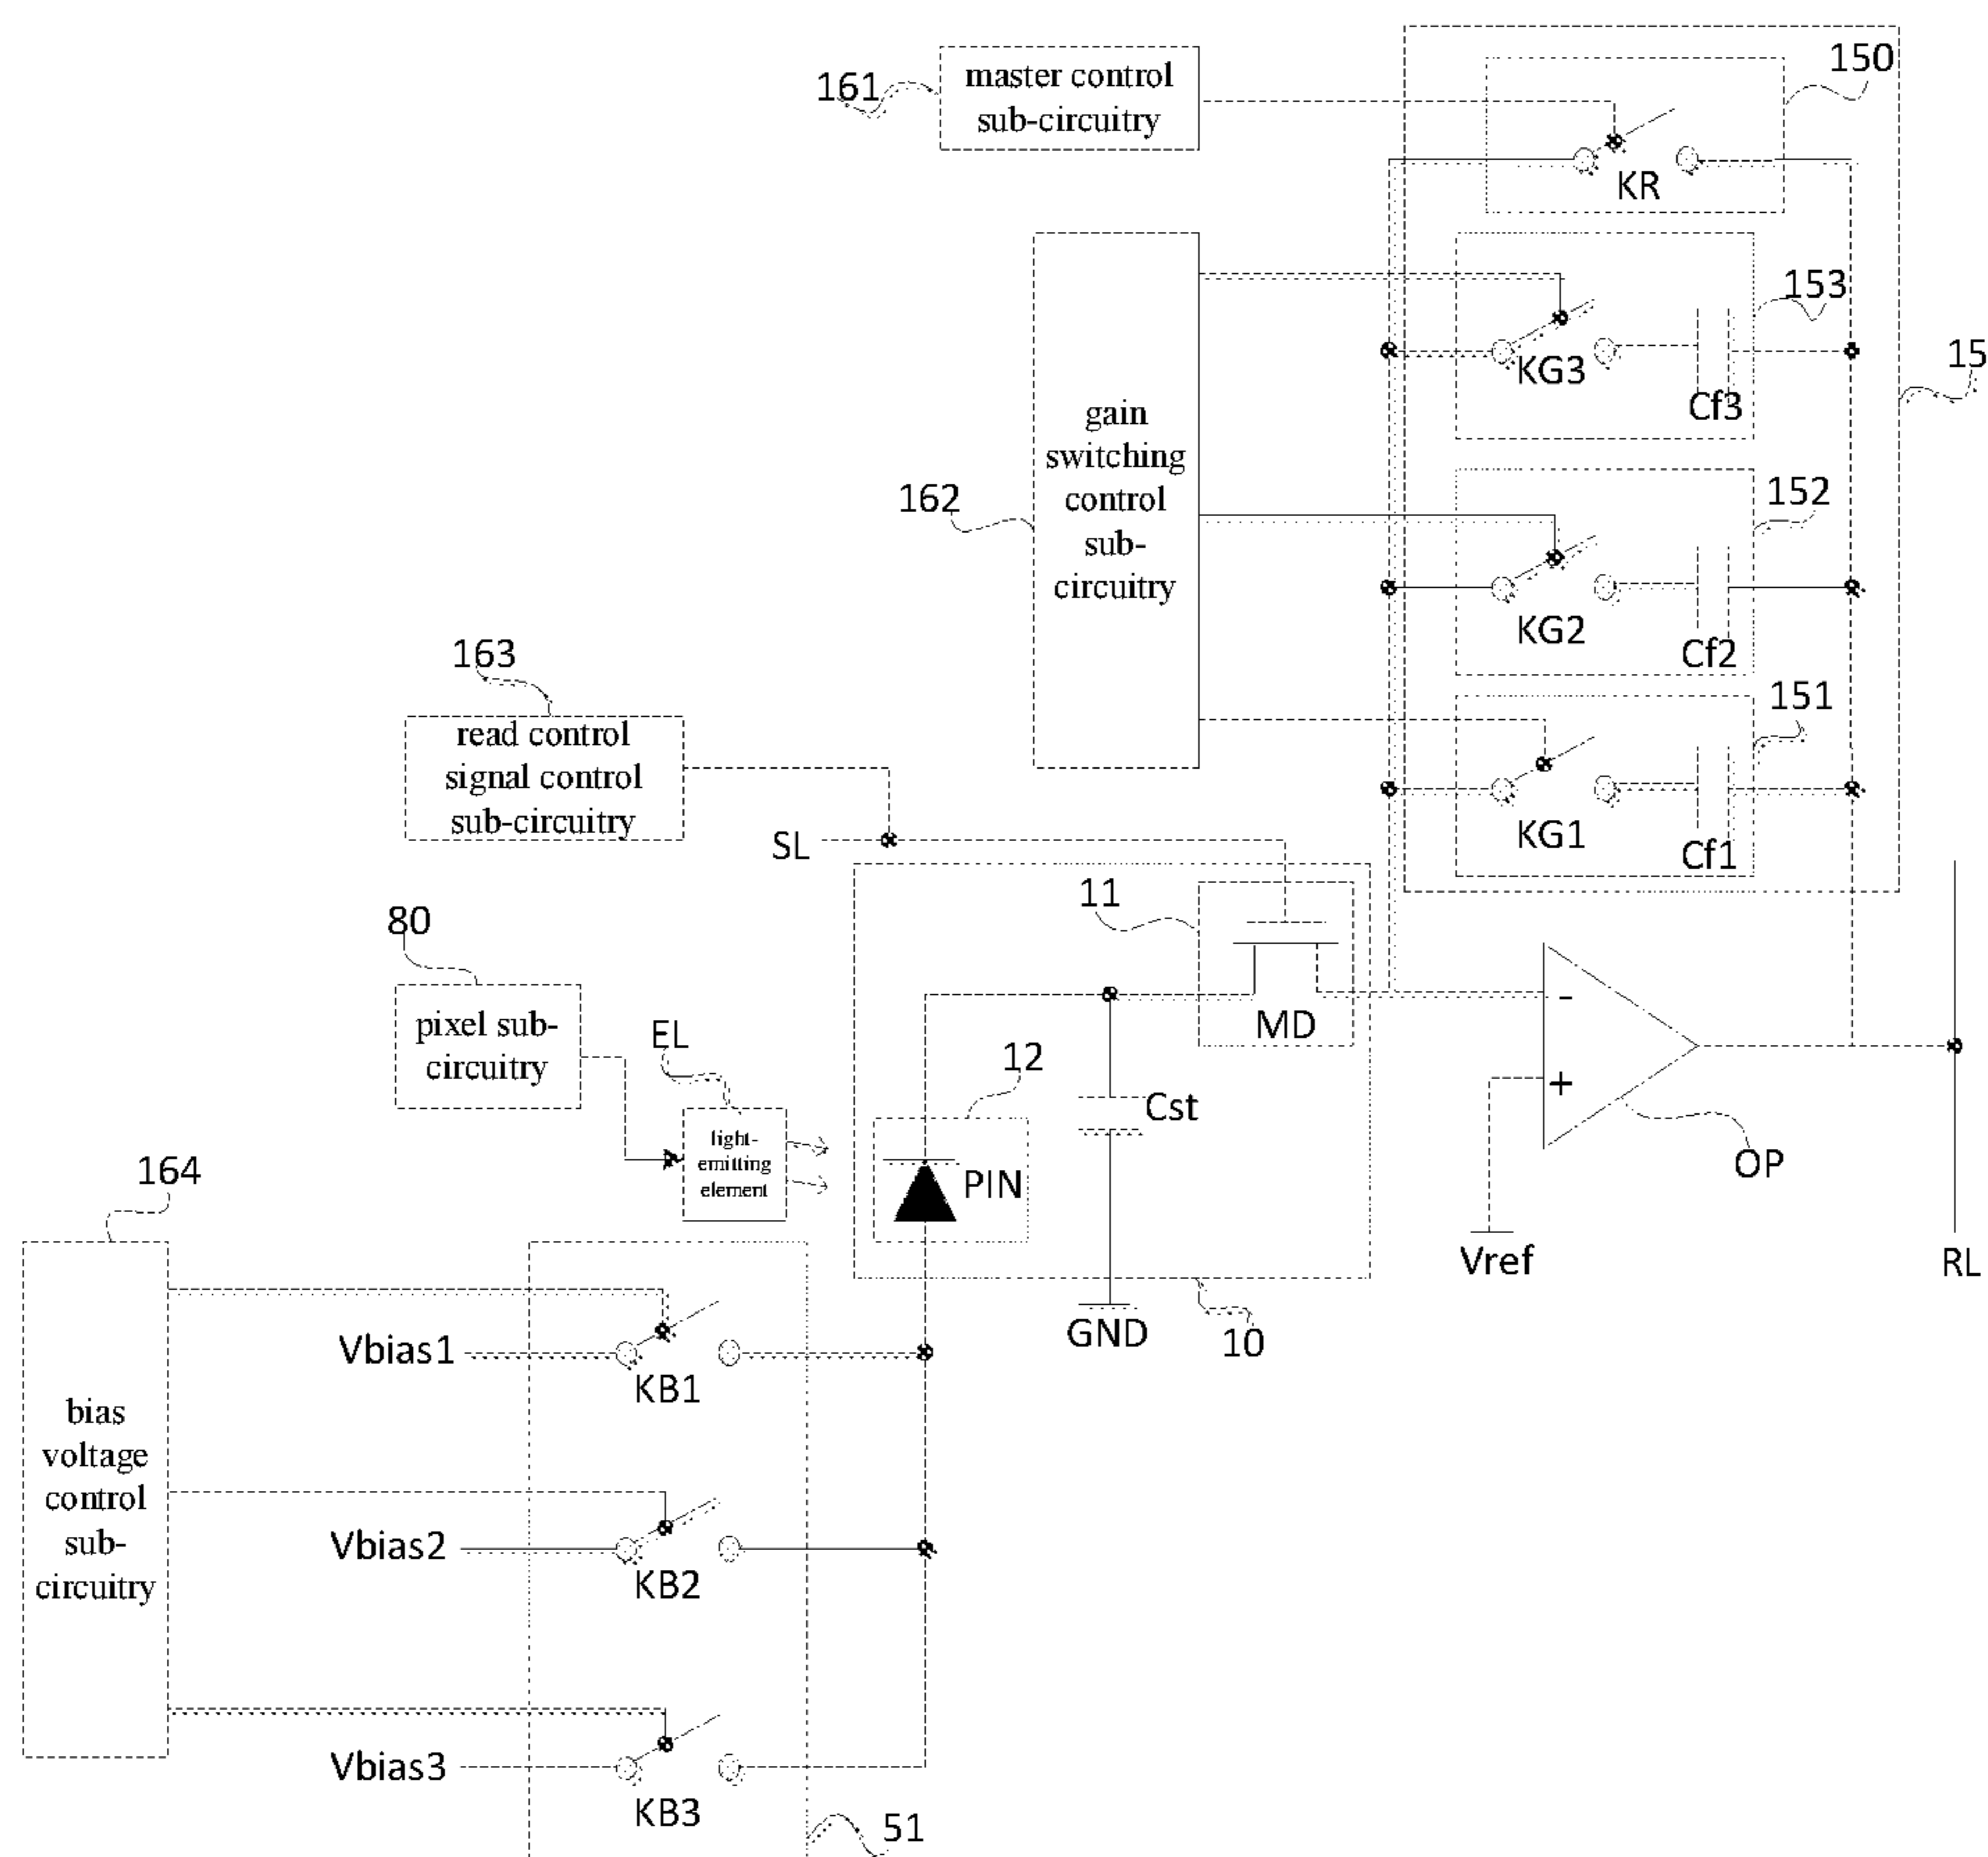 150
161
master control
sub-circuitry
KR
153
15
KG3
Cf3
gain
switching
control
sub-
circuitry
162
152
KG2
Cf2
163
read control
signal control
sub-circuitry
151
KG1
Cf1
SL
11
80
pixel sub-
circuitry
EL
MD
-
12
Cst
+
light-
emitting
element
PIN
OP
164
Vref
RL
GND
10
Vbias1
KB1
bias
voltage
control
sub-
circuitry
Vbias2
KB2
Vbias3
KB3
51